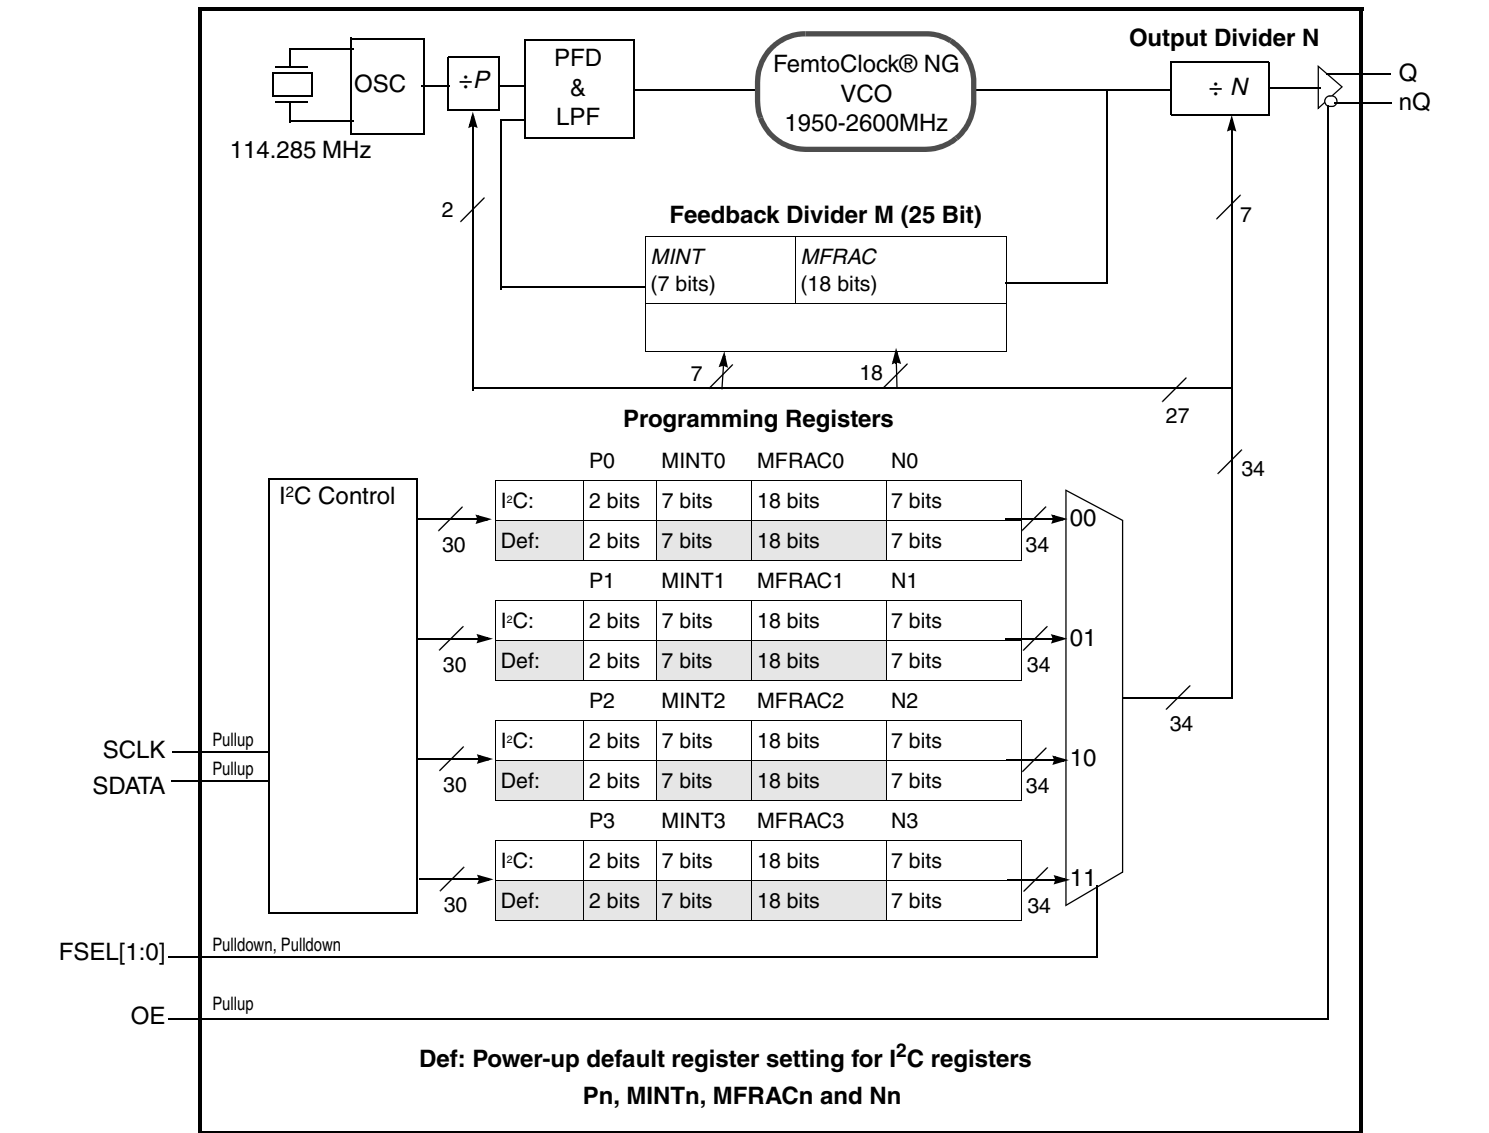 Output Divider N
OSC
÷P
PFD
&
LPF
FemtoClock® NG
VCO
1950-2600MHz
÷ N
Q
nQ
114.285 MHz
2
7
Feedback Divider M (25 Bit)
MINT
(7 bits)
MFRAC
(18 bits)
7
18
27
34
Programming Registers
P0 MINT0 MFRAC0 N0
I²C Control
I²C: 2 bits 7 bits 18 bits 7 bits
00
30
Def: 2 bits 7 bits 18 bits 7 bits
34
P1 MINT1 MFRAC1 N1
I²C: 2 bits 7 bits 18 bits 7 bits
01
30
Def: 2 bits 7 bits 18 bits 7 bits
34
P2 MINT2 MFRAC2 N2
34
I²C: 2 bits 7 bits 18 bits 7 bits
10
30
Def: 2 bits 7 bits 18 bits 7 bits
34
SCLK
Pullup
SDATA
Pullup
P3 MINT3 MFRAC3 N3
I²C: 2 bits 7 bits 18 bits 7 bits
11
30
Def: 2 bits 7 bits 18 bits 7 bits
34
FSEL[1:0]
Pulldown, Pulldown
OE
Pullup
Def: Power-up default register setting for I²C registers
Pn, MINTn, MFRACn and Nn